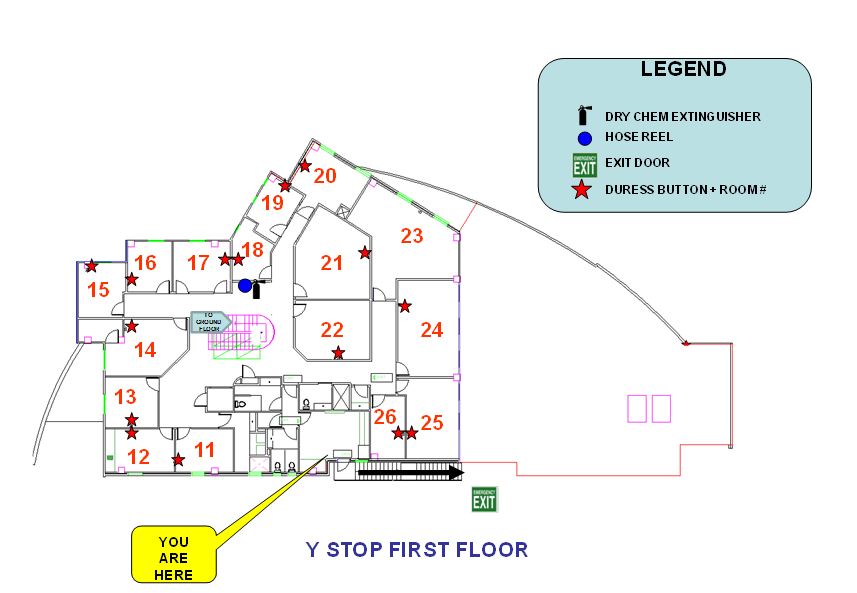 LEGEND
DRY CHEM EXTINGUISHER
HOSE REEL
EMERGENCY
EXIT
EXIT DOOR
DURESS BUTTON + ROOM #
20
19
23
18
16
17
21
15
TO
GROUND
FLOOR
22
24
14
13
26
25
12
11
EMERGENCY
EXIT
YOU
ARE
HERE
Y STOP FIRST FLOOR